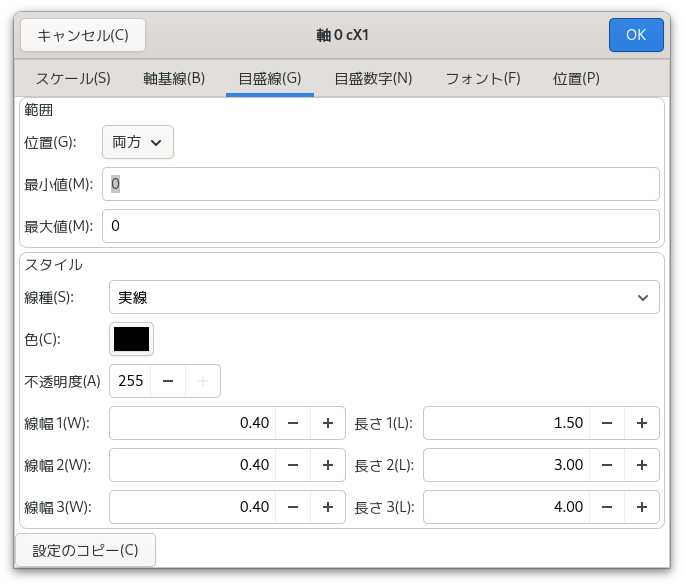 キャンセル(C) 軸 0 cX1 OK
スケール(S) 軸基線(B) 目盛線(G) 目盛数字(N) フォント(F) 位置(P)
範囲
位置(G): 両方
最小値(M): 0
最大値(M): 0
スタイル
線種(S): 実線
色(C):
不透明度(A) 255 − +
線幅 1(W): 0.40 − + 長さ 1(L): 1.50 − +
線幅 2(W): 0.40 − + 長さ 2(L): 3.00 − +
線幅 3(W): 0.40 − + 長さ 3(L): 4.00 − +
設定のコピー(C)